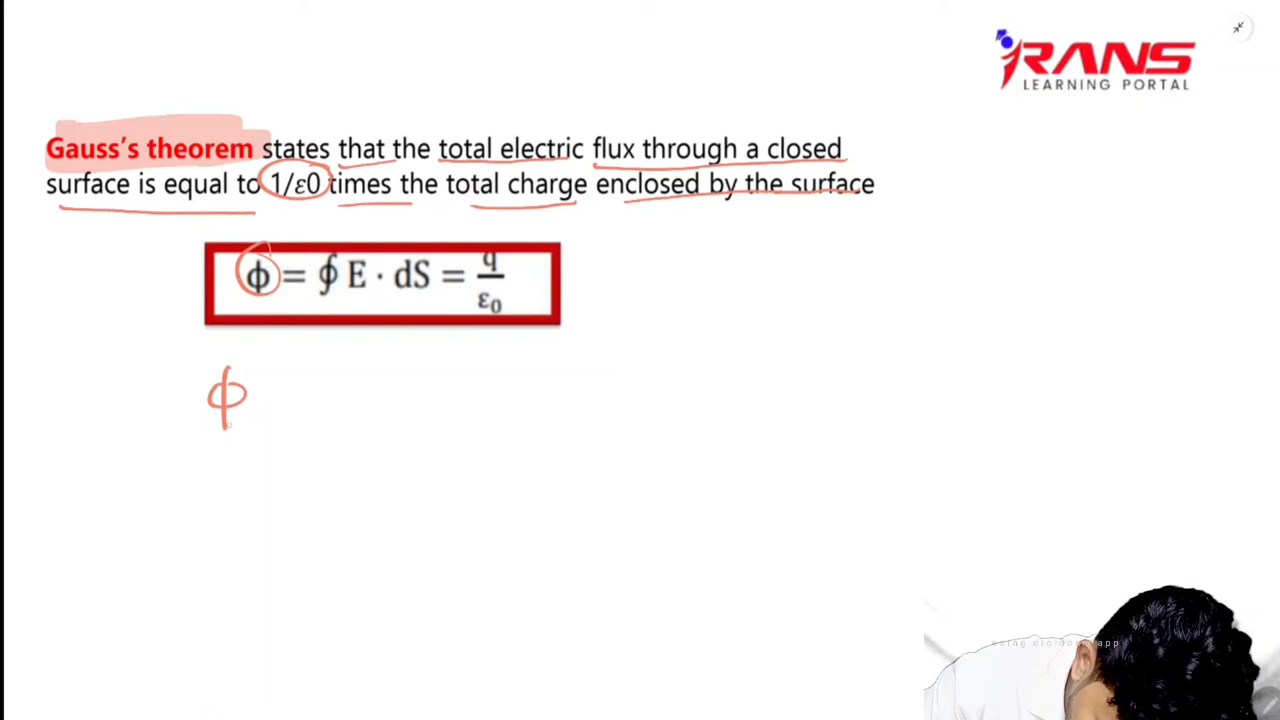 RANS
LEARNING PORTAL
Gauss's theorem states that the total electric flux through a closed
surface is equal to 1/ε0 times the total charge enclosed by the surface
ϕ = ∮ E · dS = q/ε₀
ϕ